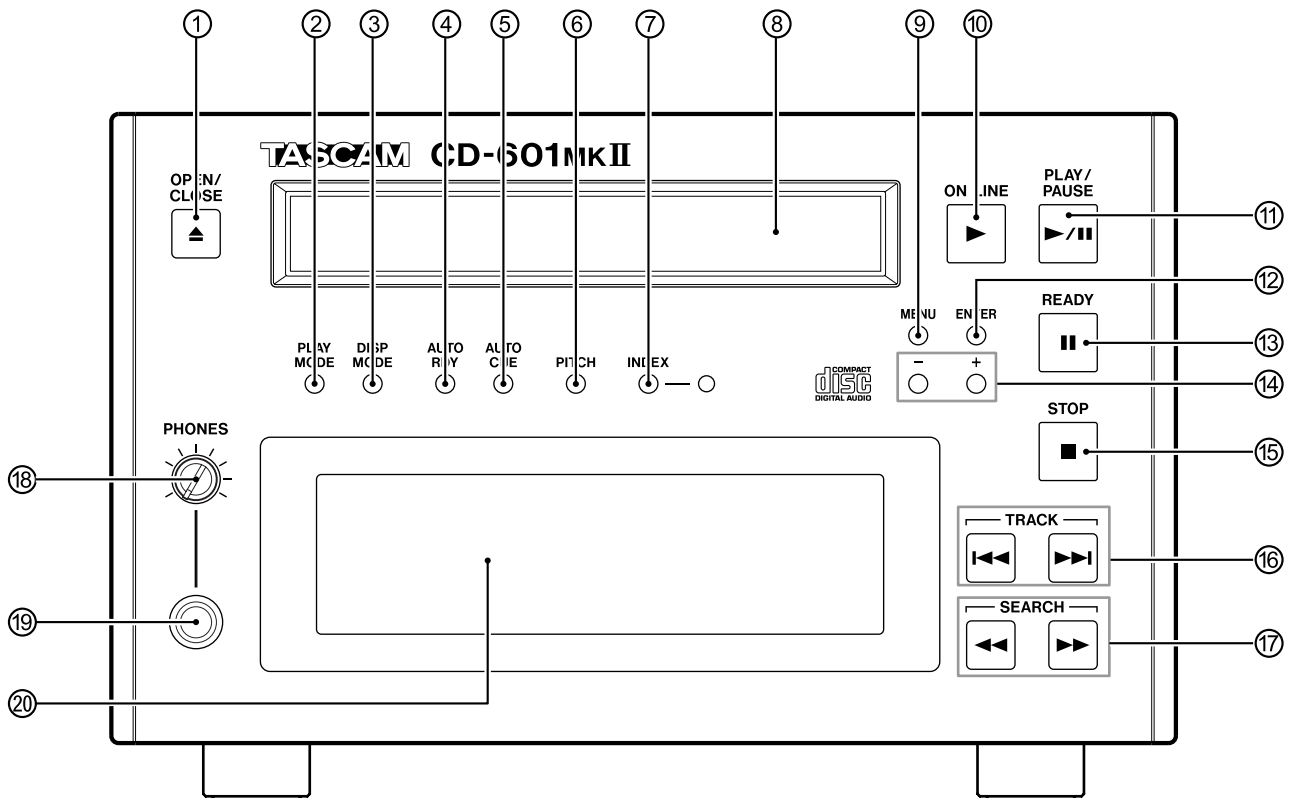 ① ② ③ ④ ⑤ ⑥ ⑦ ⑧ ⑨ ⑩
TASCAM CD-601MKII
OPEN/
CLOSE
ON LINE
PLAY/
PAUSE
⑪
MENU
ENTER
⑫
READY
⑬
PLAY
MODE
DISP
MODE
AUTO
RDY
AUTO
CUE
PITCH
INDEX
COMPACT
disc
DIGITAL AUDIO
− +
⑭
STOP
⑮
PHONES
⑱
TRACK
⑯
SEARCH
⑰
⑲
⑳